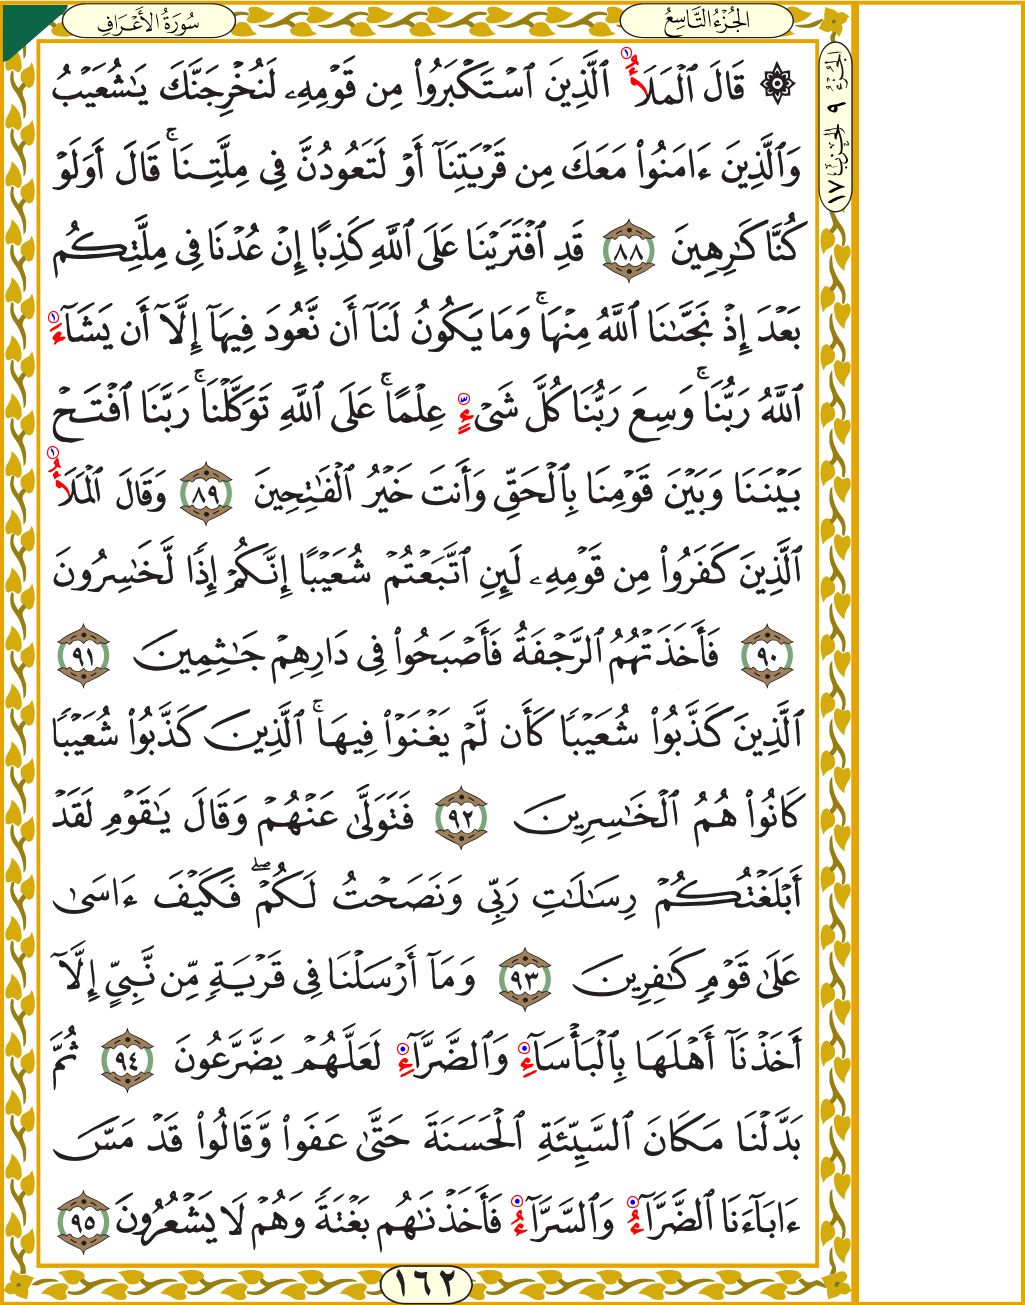 سُورَةُ الأَعْرَافِ
الجُزْءُ التَّاسِعُ
الجُزْءُ ٩ الحِزْبُ ١٧
۞ قَالَ ٱلۡمَلَأُ ٱلَّذِينَ ٱسۡتَكۡبَرُواْ مِن قَوۡمِهِۦ لَنُخۡرِجَنَّكَ يَٰشُعَيۡبُ
وَٱلَّذِينَ ءَامَنُواْ مَعَكَ مِن قَرۡيَتِنَآ أَوۡ لَتَعُودُنَّ فِي مِلَّتِنَاۚ قَالَ أَوَلَوۡ
كُنَّا كَٰرِهِينَ ٨٨ قَدِ ٱفۡتَرَيۡنَا عَلَى ٱللَّهِ كَذِبًا إِنۡ عُدۡنَا فِي مِلَّتِكُم
بَعۡدَ إِذۡ نَجَّىٰنَا ٱللَّهُ مِنۡهَاۚ وَمَا يَكُونُ لَنَآ أَن نَّعُودَ فِيهَآ إِلَّآ أَن يَشَآءَ
ٱللَّهُ رَبُّنَاۚ وَسِعَ رَبُّنَا كُلَّ شَيۡءٍ عِلۡمًاۚ عَلَى ٱللَّهِ تَوَكَّلۡنَاۚ رَبَّنَا ٱفۡتَحۡ
بَيۡنَنَا وَبَيۡنَ قَوۡمِنَا بِٱلۡحَقِّ وَأَنتَ خَيۡرُ ٱلۡفَٰتِحِينَ ٨٩ وَقَالَ ٱلۡمَلَأُ
ٱلَّذِينَ كَفَرُواْ مِن قَوۡمِهِۦ لَئِنِ ٱتَّبَعۡتُمۡ شُعَيۡبًا إِنَّكُمۡ إِذٗا لَّخَٰسِرُونَ
٩٠ فَأَخَذَتۡهُمُ ٱلرَّجۡفَةُ فَأَصۡبَحُواْ فِي دَارِهِمۡ جَٰثِمِينَ ٩١
ٱلَّذِينَ كَذَّبُواْ شُعَيۡبٗا كَأَن لَّمۡ يَغۡنَوۡاْ فِيهَاۚ ٱلَّذِينَ كَذَّبُواْ شُعَيۡبٗا
كَانُواْ هُمُ ٱلۡخَٰسِرِينَ ٩٢ فَتَوَلَّىٰ عَنۡهُمۡ وَقَالَ يَٰقَوۡمِ لَقَدۡ
أَبۡلَغۡتُكُمۡ رِسَٰلَٰتِ رَبِّي وَنَصَحۡتُ لَكُمۡۖ فَكَيۡفَ ءَاسَىٰ
عَلَىٰ قَوۡمٖ كَٰفِرِينَ ٩٣ وَمَآ أَرۡسَلۡنَا فِي قَرۡيَةٖ مِّن نَّبِيٍّ إِلَّآ
أَخَذۡنَآ أَهۡلَهَا بِٱلۡبَأۡسَآءِ وَٱلضَّرَّآءِ لَعَلَّهُمۡ يَضَّرَّعُونَ ٩٤ ثُمَّ
بَدَّلۡنَا مَكَانَ ٱلسَّيِّئَةِ ٱلۡحَسَنَةَ حَتَّىٰ عَفَواْ وَّقَالُواْ قَدۡ مَسَّ
ءَابَآءَنَا ٱلضَّرَّآءُ وَٱلسَّرَّآءُ فَأَخَذۡنَٰهُم بَغۡتَةٗ وَهُمۡ لَا يَشۡعُرُونَ ٩٥
١٦٢